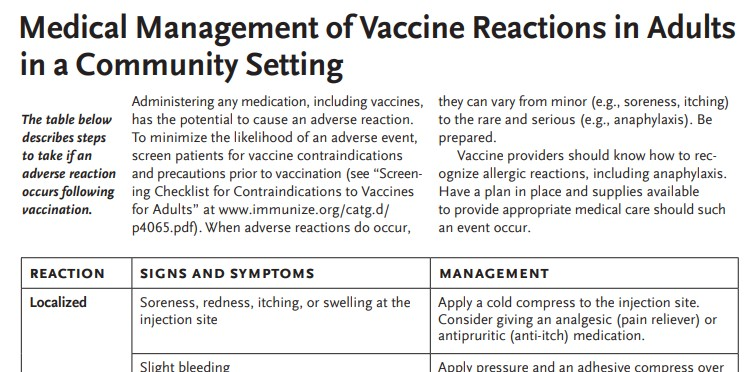 Medical Management of Vaccine Reactions in Adults
in a Community Setting
The table below
describes steps
to take if an
adverse reaction
occurs following
vaccination.
Administering any medication, including vaccines,
has the potential to cause an adverse reaction.
To minimize the likelihood of an adverse event,
screen patients for vaccine contraindications
and precautions prior to vaccination (see “Screen-
ing Checklist for Contraindications to Vaccines
for Adults” at www.immunize.org/catg.d/
p4065.pdf). When adverse reactions do occur,
they can vary from minor (e.g., soreness, itching)
to the rare and serious (e.g., anaphylaxis). Be
prepared.
Vaccine providers should know how to rec-
ognize allergic reactions, including anaphylaxis.
Have a plan in place and supplies available
to provide appropriate medical care should such
an event occur.
REACTION
SIGNS AND SYMPTOMS
MANAGEMENT
Localized
Soreness, redness, itching, or swelling at the
injection site
Apply a cold compress to the injection site.
Consider giving an analgesic (pain reliever) or
antipruritic (anti-itch) medication.
Slight bleeding
Apply pressure and an adhesive compress over